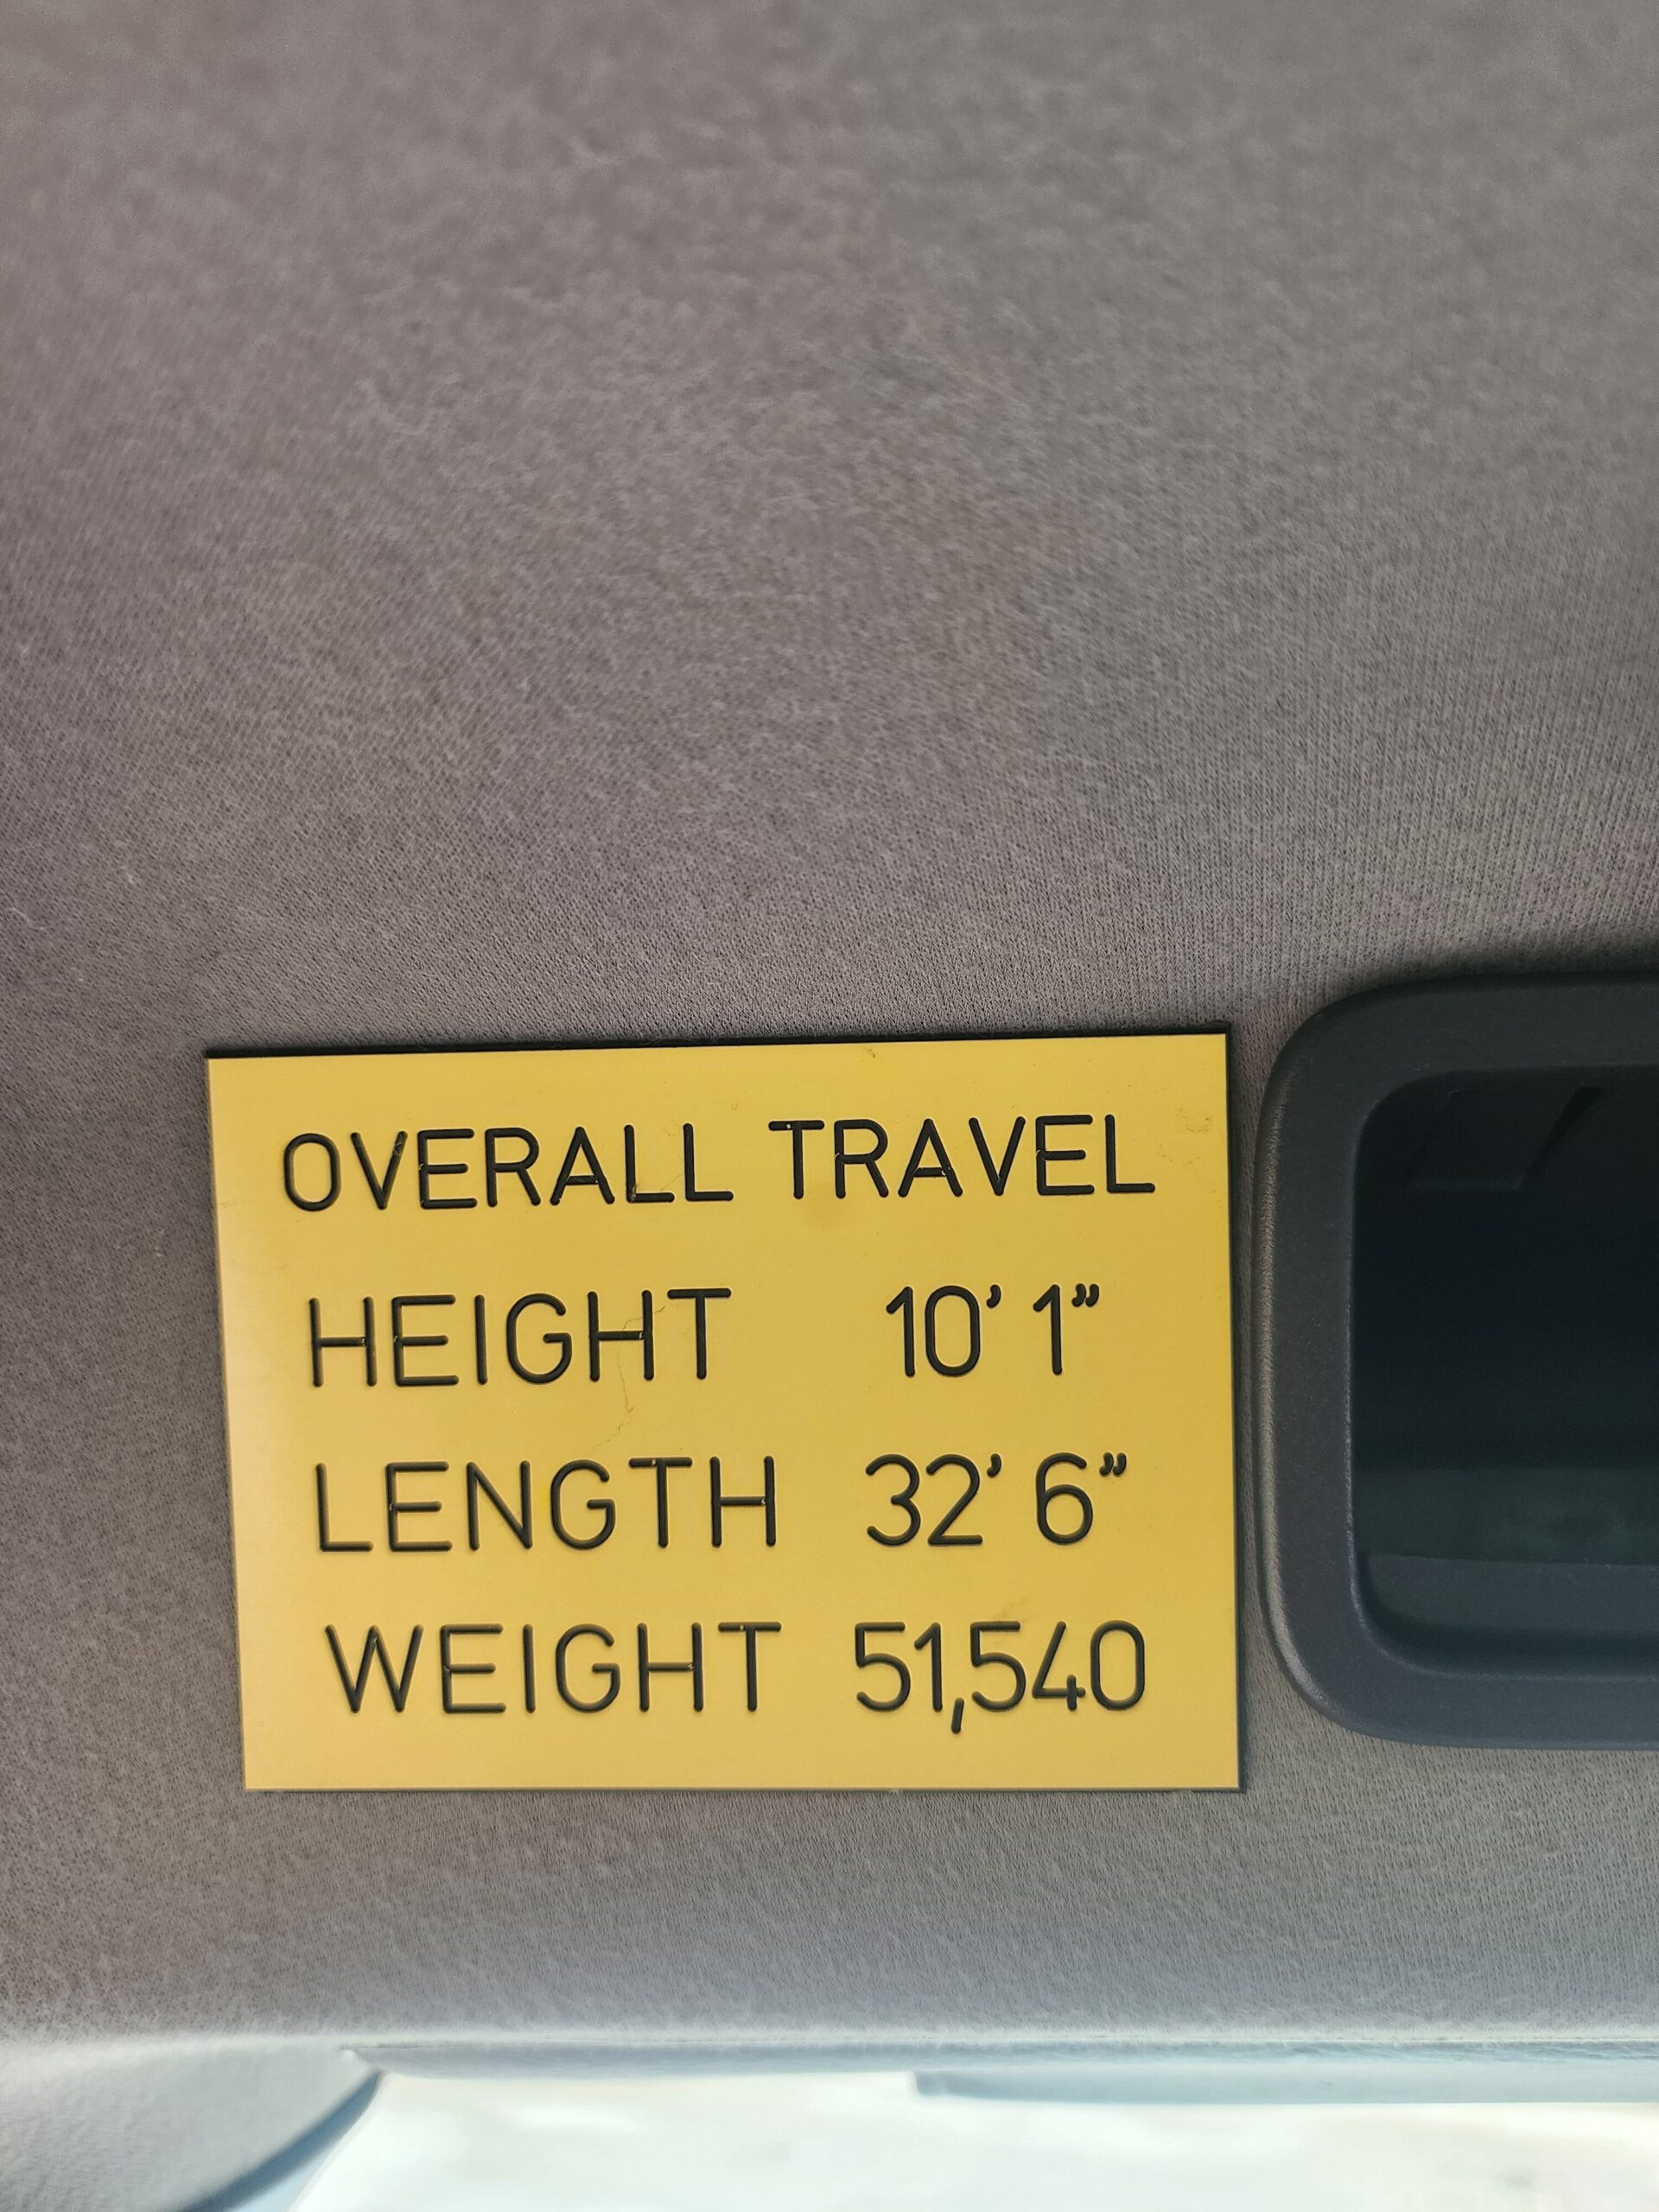 OVERALL TRAVEL
HEIGHT 10’ 1”
LENGTH 32’ 6”
WEIGHT 51,540